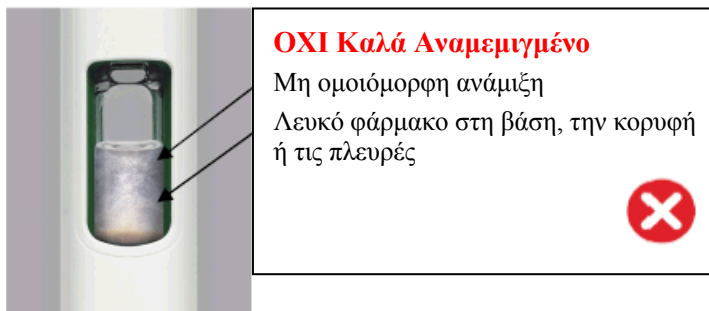 ΟΧΙ Καλά Αναμεμιγμένο
Μη ομοιόμορφη ανάμιξη
Λευκό φάρμακο στη βάση, την κορυφή
ή τις πλευρές